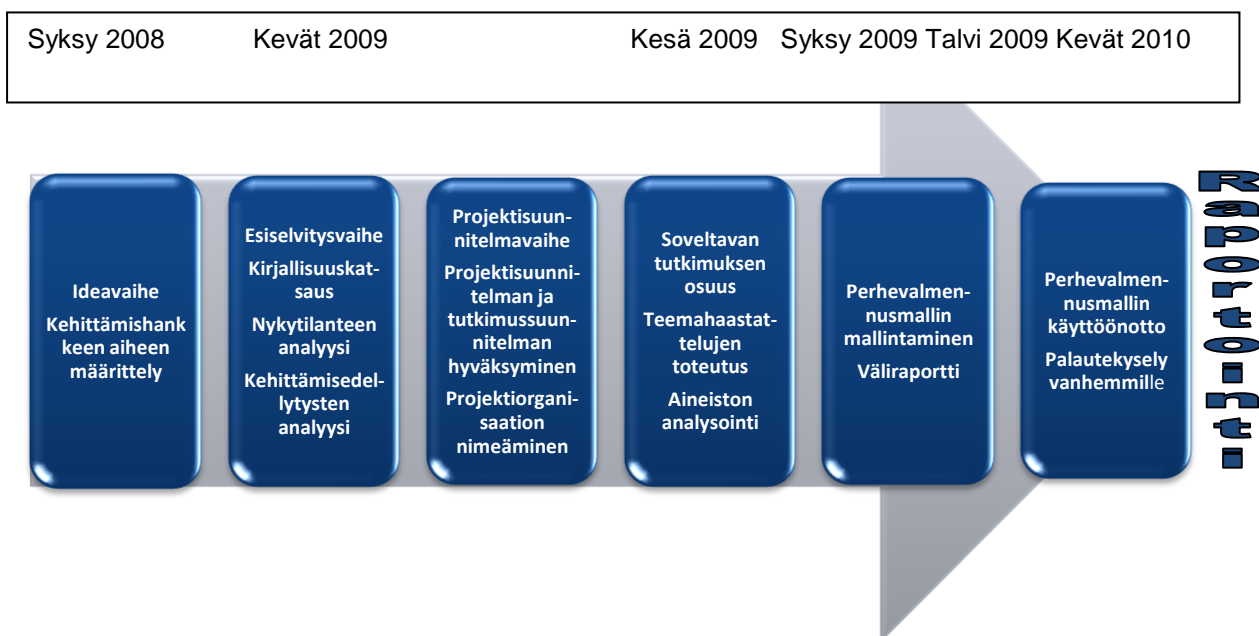 Syksy 2008 Kevät 2009 Kesä 2009 Syksy 2009 Talvi 2009 Kevät 2010
Ideavaihe
Kehittämishank
keen aiheen
määrittely
Esiselvitysvaihe
Kirjallisuuskat-
saus
Nykytilanteen
analyysi
Kehittämisedel-
lytysten
analyysi
Projektisuun-
nitelmavaihe
Projektisuunni-
telman ja
tutkimussuun-
nitelman
hyväksyminen
Projektiorgani-
saation
nimeäminen
Soveltavan
tutkimuksen
osuus
Teemahaastat-
telujen
toteutus
Aineiston
analysointi
Perhevalmen-
nusmallin
mallintaminen
Väliraportti
Perhevalmen-
nusmallin
käyttöönotto
Palautekysely
vanhemmille
Raportointi